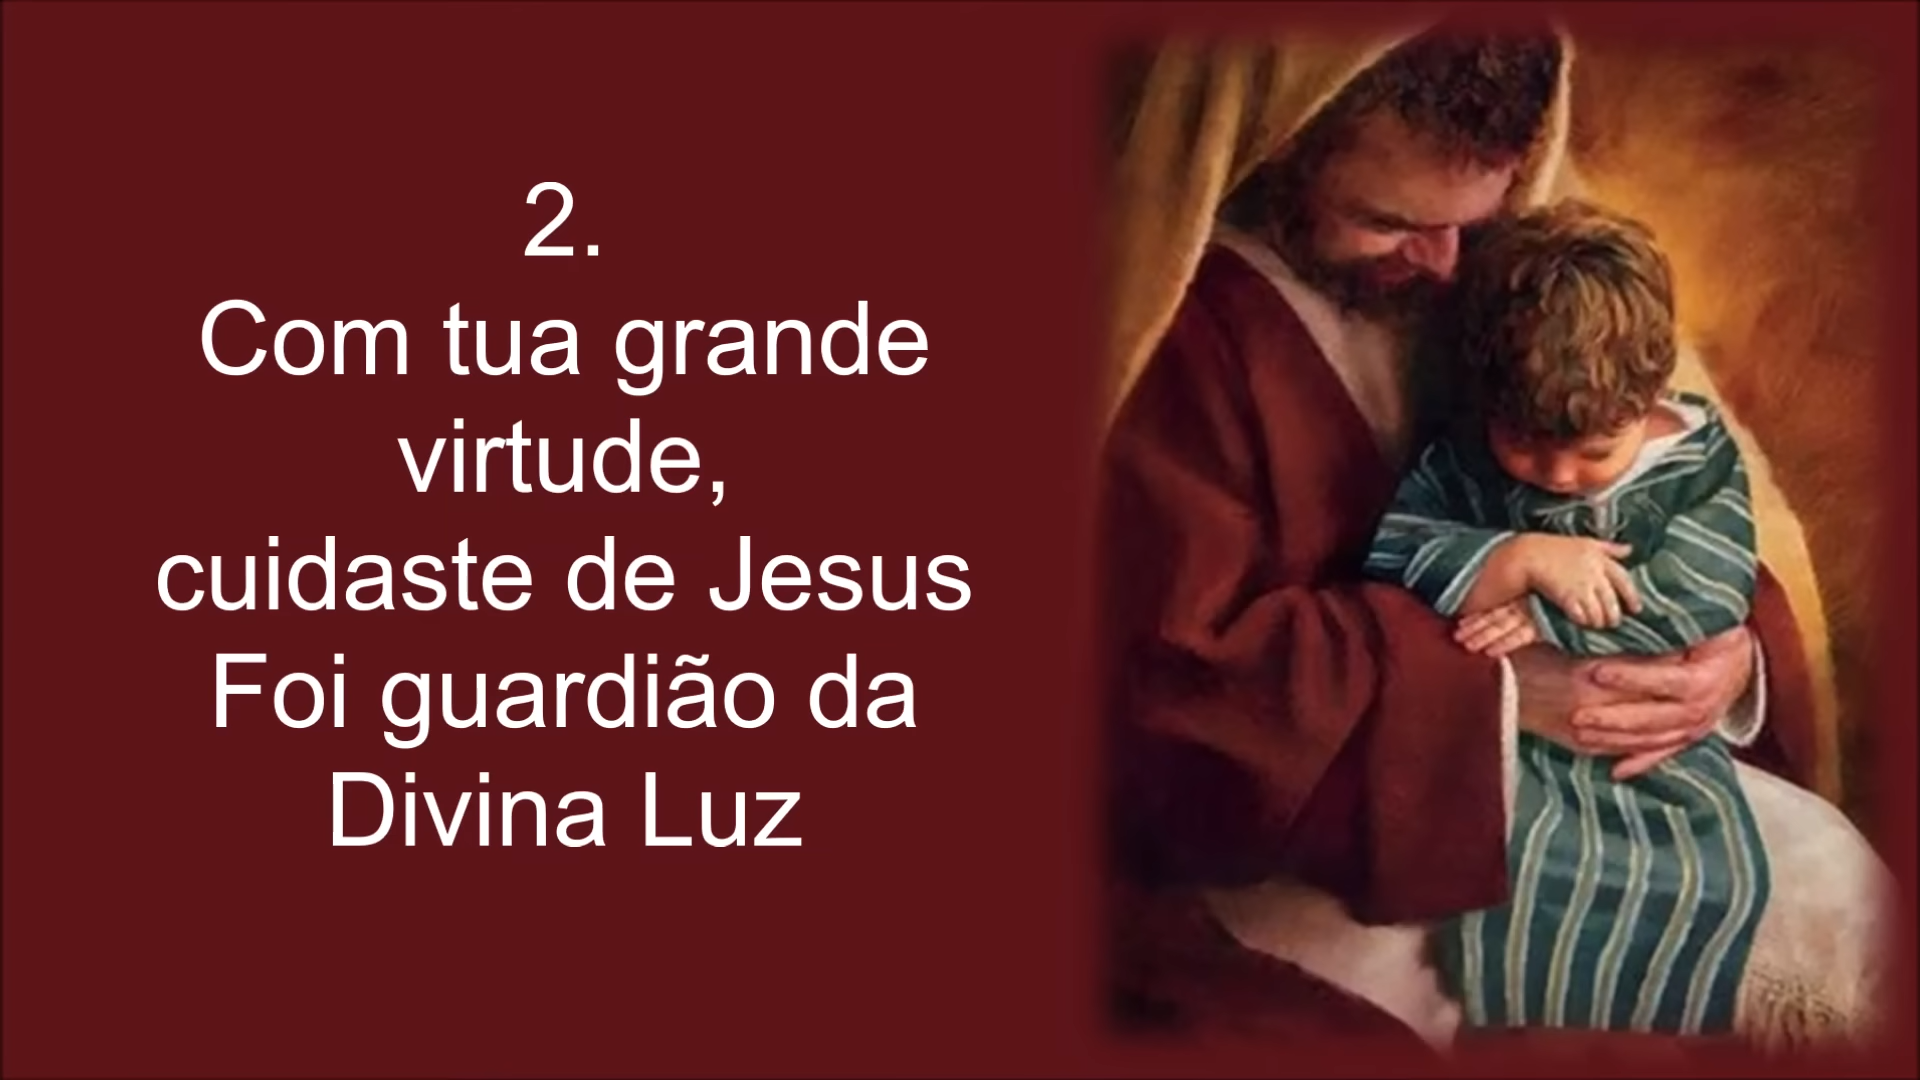 2.
Com tua grande
virtude,
cuidaste de Jesus
Foi guardião da
Divina Luz